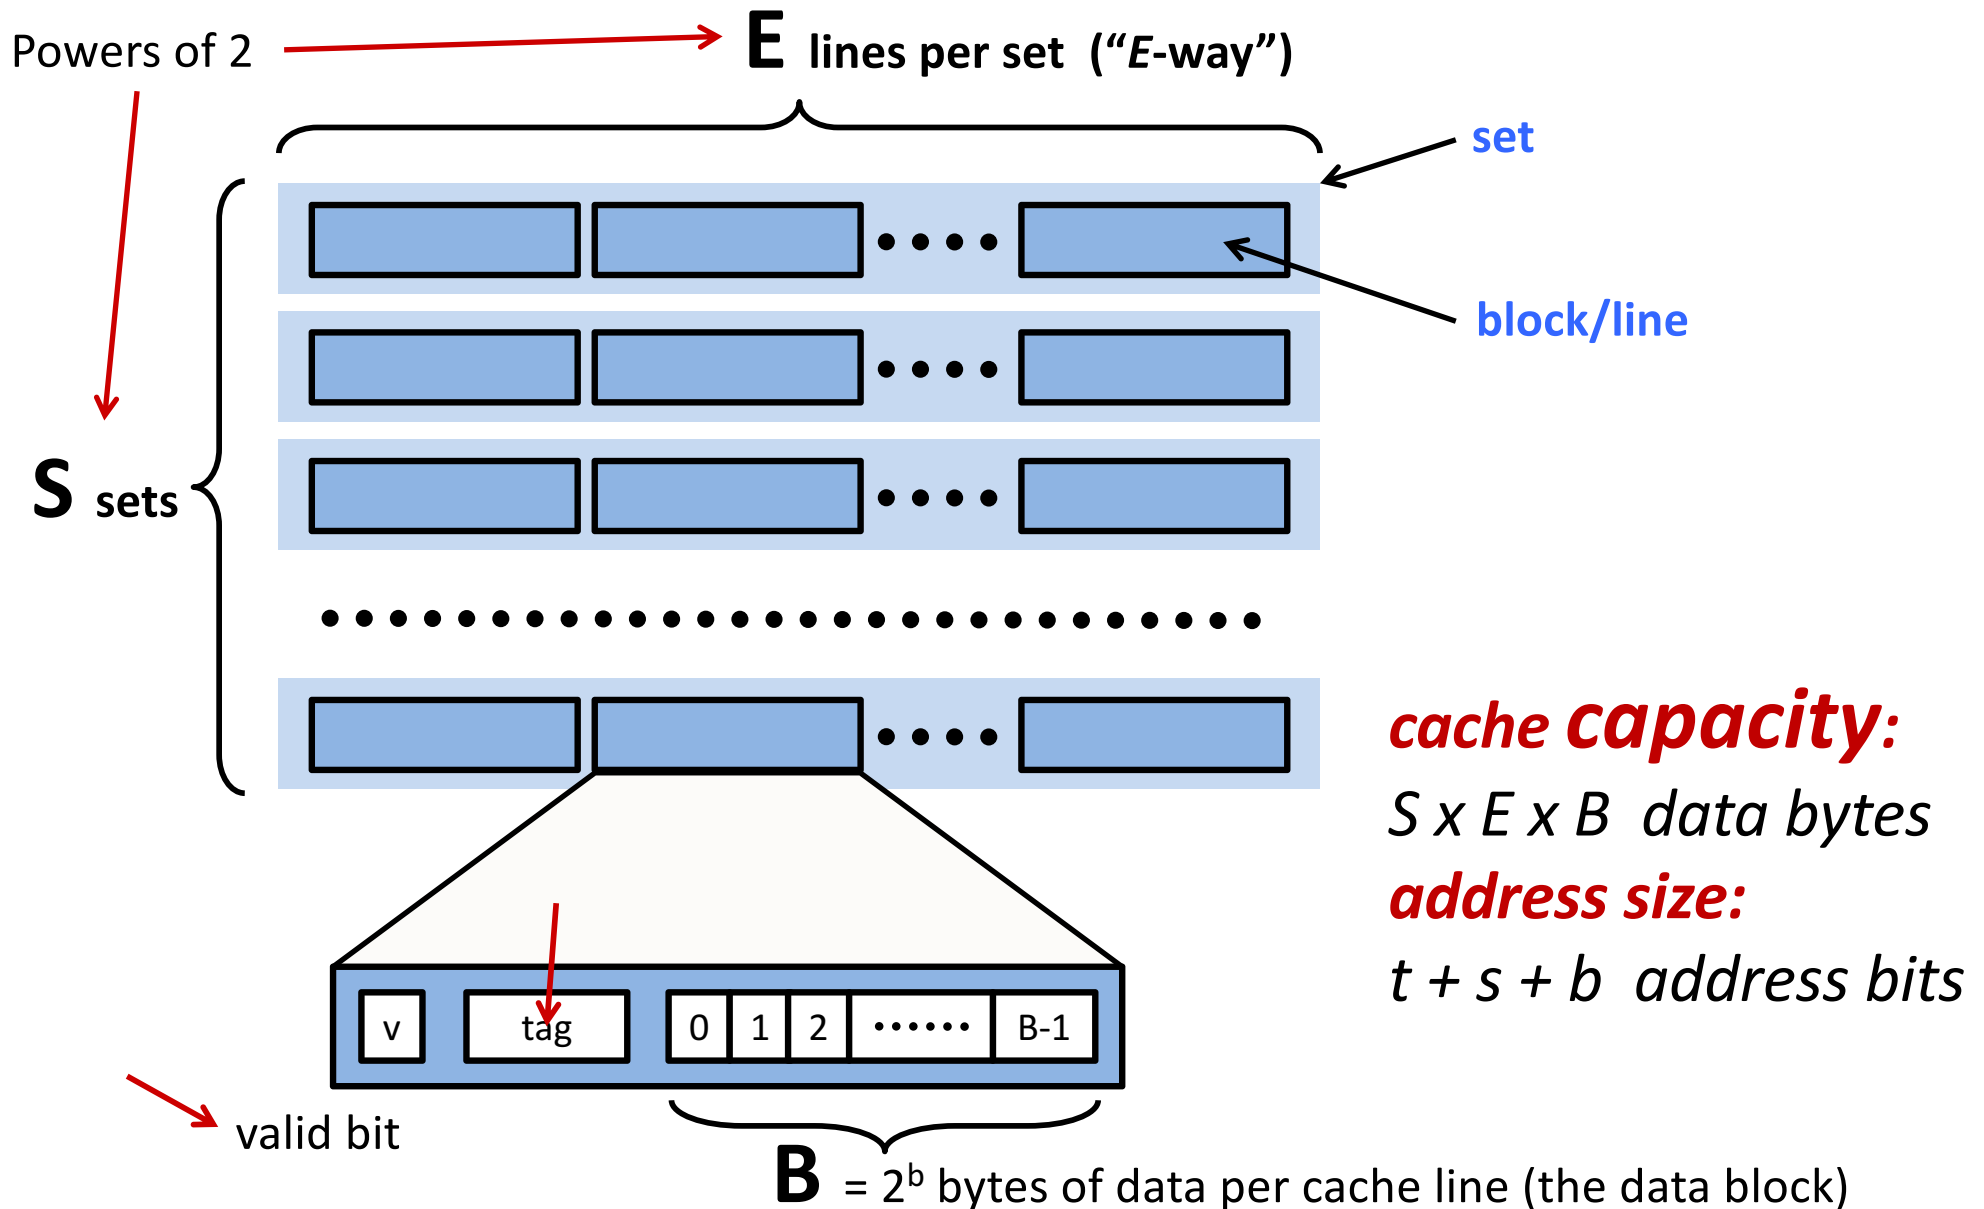 Powers of 2
E lines per set (“E-way”)
set
block/line
S sets
cache capacity:
S x E x B data bytes
address size:
t + s + b address bits
v tag 0 1 2 •••••• B-1
valid bit
B = 2ᵇ bytes of data per cache line (the data block)